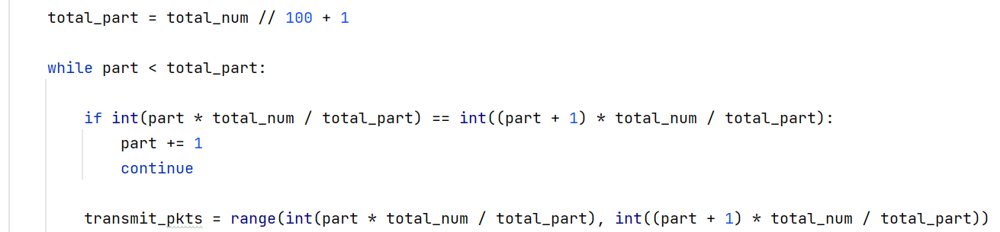 total_part = total_num // 100 + 1
while part < total_part:
if int(part * total_num / total_part) == int((part + 1) * total_num / total_part):
part += 1
continue
transmit_pkts = range(int(part * total_num / total_part), int((part + 1) * total_num / total_part))